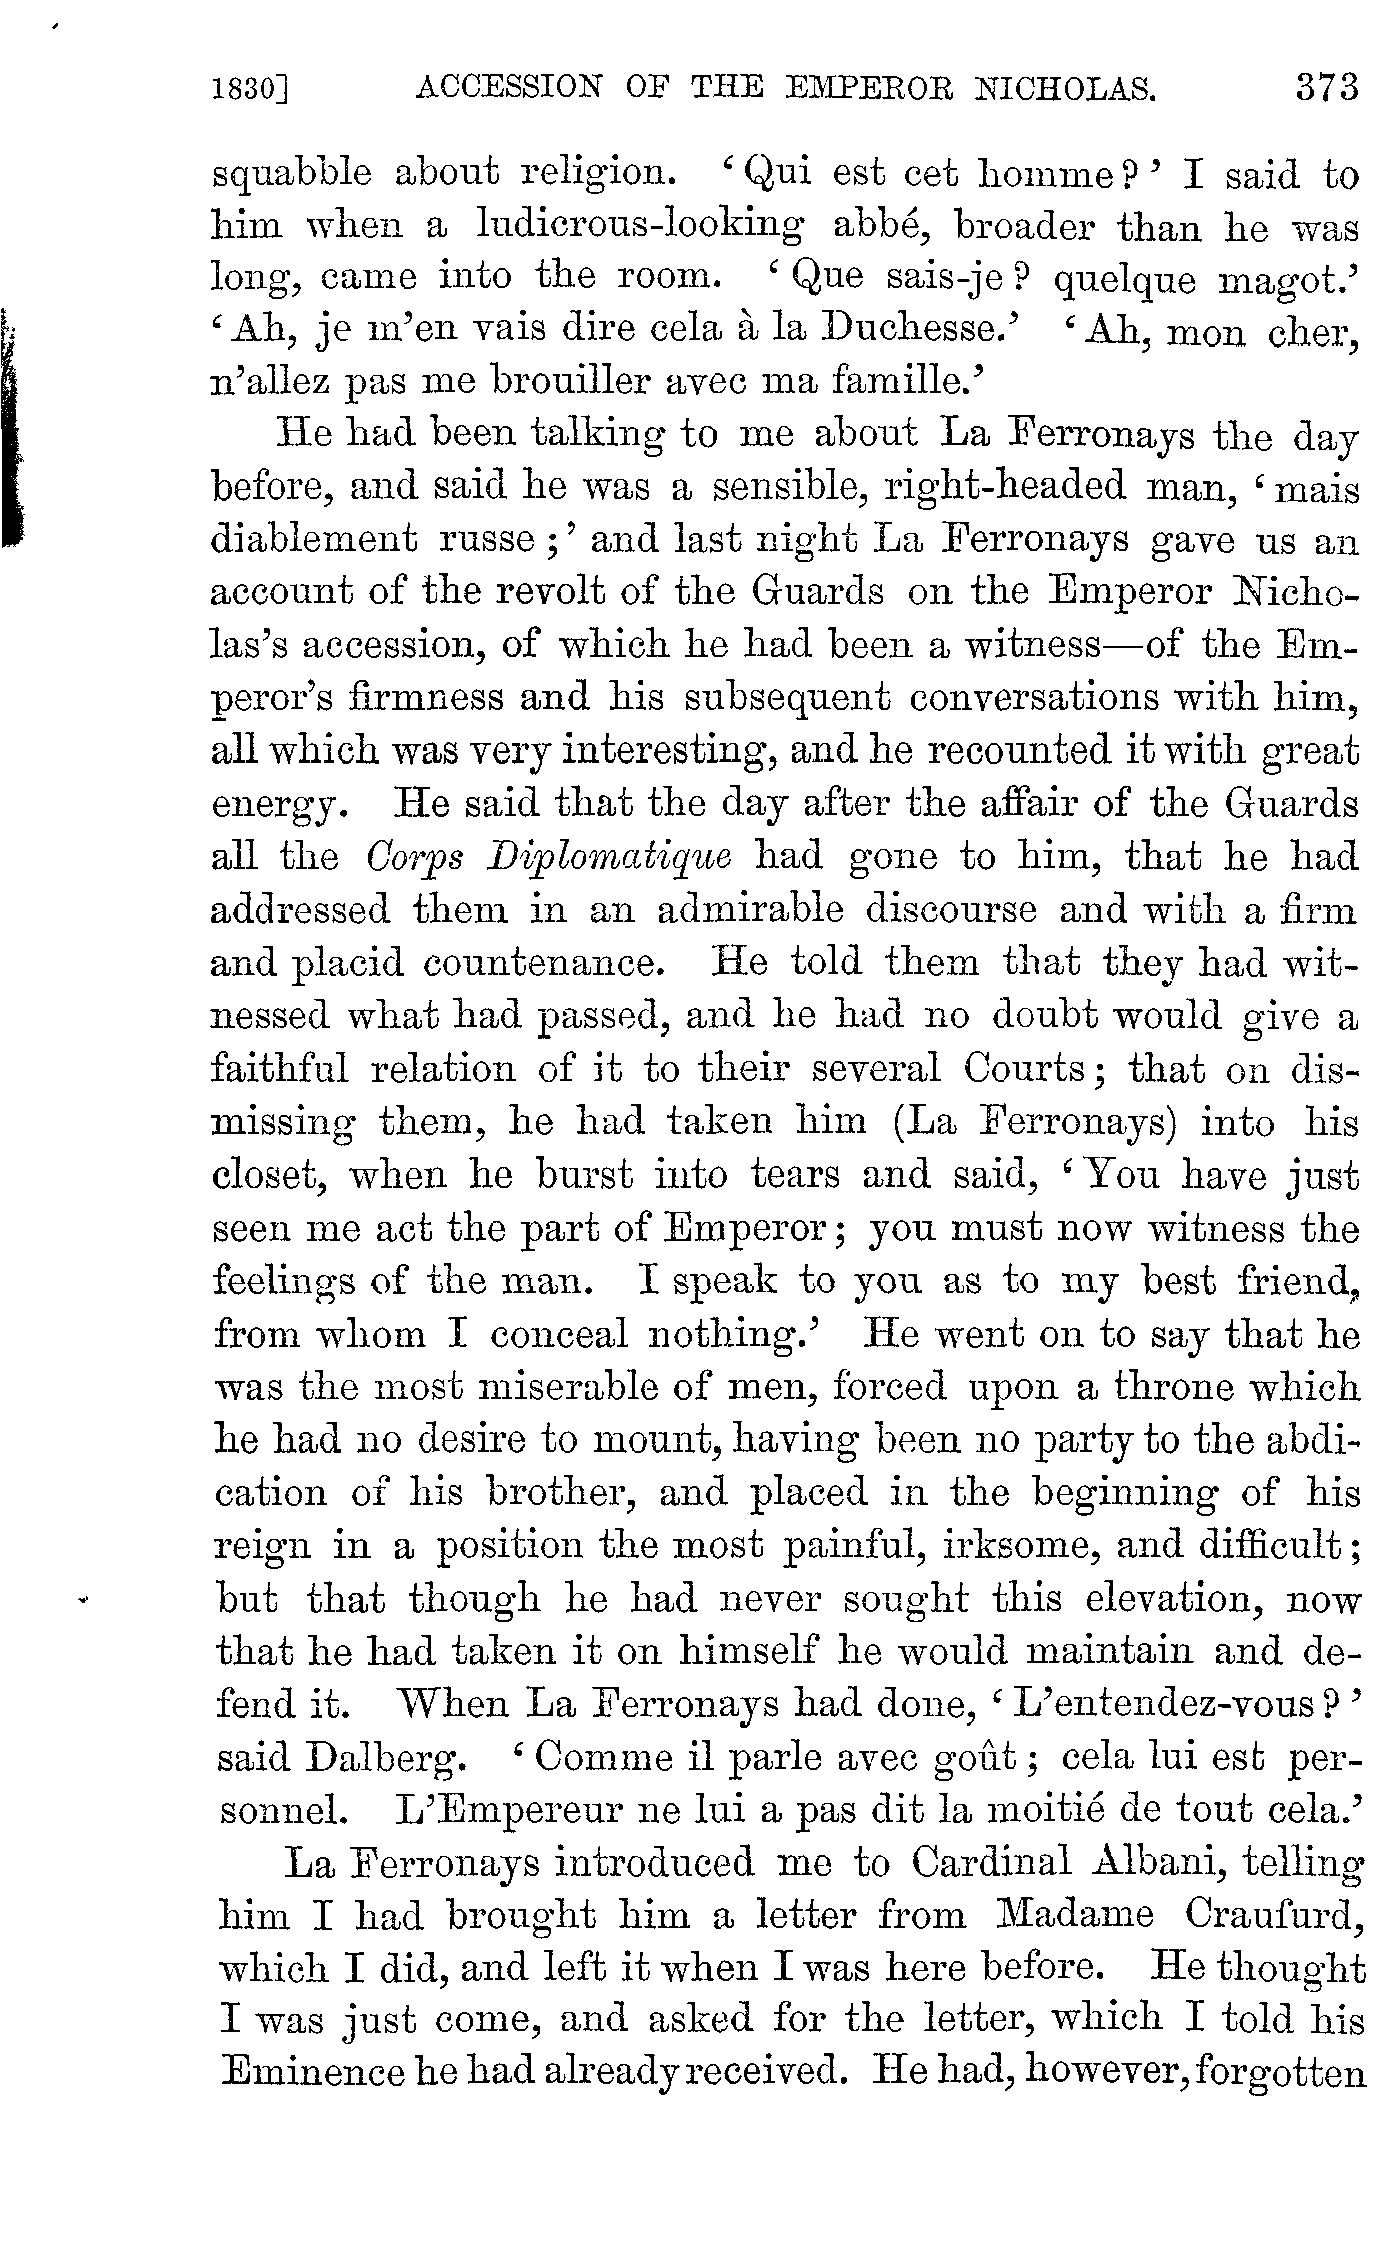 1830] ACCESSION OF THE EMPEROR NICHOLAS. 373
squabble about religion. ‘Qui est cet homme?’ I said to
him when a ludicrous-looking abbé, broader than he was
long, came into the room. ‘Que sais-je? quelque magot.’
‘Ah, je m’en vais dire cela à la Duchesse.’ ‘Ah, mon cher,
n’allez pas me brouiller avec ma famille.’
He had been talking to me about La Ferronays the day
before, and said he was a sensible, right-headed man, ‘mais
diablement russe;’ and last night La Ferronays gave us an
account of the revolt of the Guards on the Emperor Nicho-
las’s accession, of which he had been a witness—of the Em-
peror’s firmness and his subsequent conversations with him,
all which was very interesting, and he recounted it with great
energy. He said that the day after the affair of the Guards
all the Corps Diplomatique had gone to him, that he had
addressed them in an admirable discourse and with a firm
and placid countenance. He told them that they had wit-
nessed what had passed, and he had no doubt would give a
faithful relation of it to their several Courts; that on dis-
missing them, he had taken him (La Ferronays) into his
closet, when he burst into tears and said, ‘You have just
seen me act the part of Emperor; you must now witness the
feelings of the man. I speak to you as to my best friend,
from whom I conceal nothing.’ He went on to say that he
was the most miserable of men, forced upon a throne which
he had no desire to mount, having been no party to the abdi-
cation of his brother, and placed in the beginning of his
reign in a position the most painful, irksome, and difficult;
but that though he had never sought this elevation, now
that he had taken it on himself he would maintain and de-
fend it. When La Ferronays had done, ‘L’entendez-vous?’
said Dalberg. ‘Comme il parle avec goût; cela lui est per-
sonnel. L’Empereur ne lui a pas dit la moitié de tout cela.’
La Ferronays introduced me to Cardinal Albani, telling
him I had brought him a letter from Madame Craufurd,
which I did, and left it when I was here before. He thought
I was just come, and asked for the letter, which I told his
Eminence he had already received. He had, however, forgotten